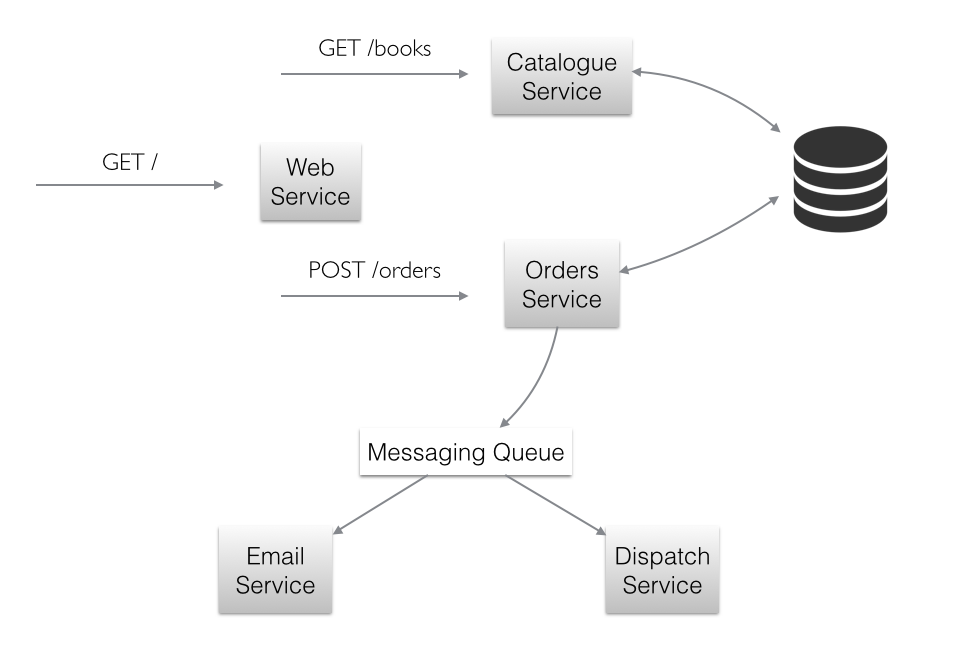 GET /books
Catalogue
Service
GET /
Web
Service
POST /orders
Orders
Service
Messaging Queue
Email
Service
Dispatch
Service